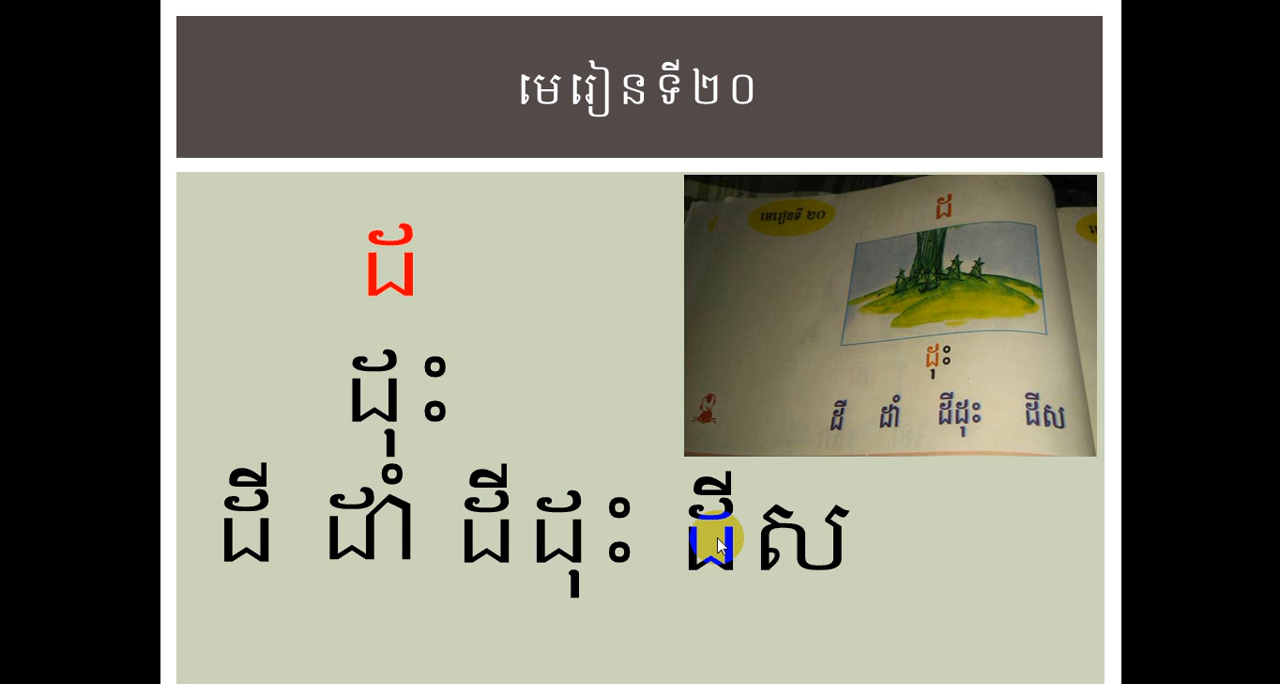 មេរៀនទី២០
ដ
ដុះ
ដី ដាំ ដីដុះ ដីស
មេរៀនទី ២០
ដ
ដុះ
ដី ដាំ ដីដុះ ដីស